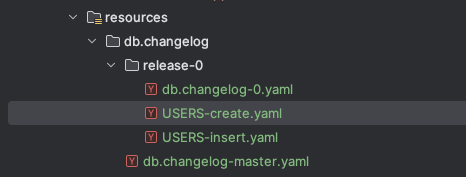 resources
db.changelog
release-0
db.changelog-0.yaml
USERS-create.yaml
USERS-insert.yaml
db.changelog-master.yaml